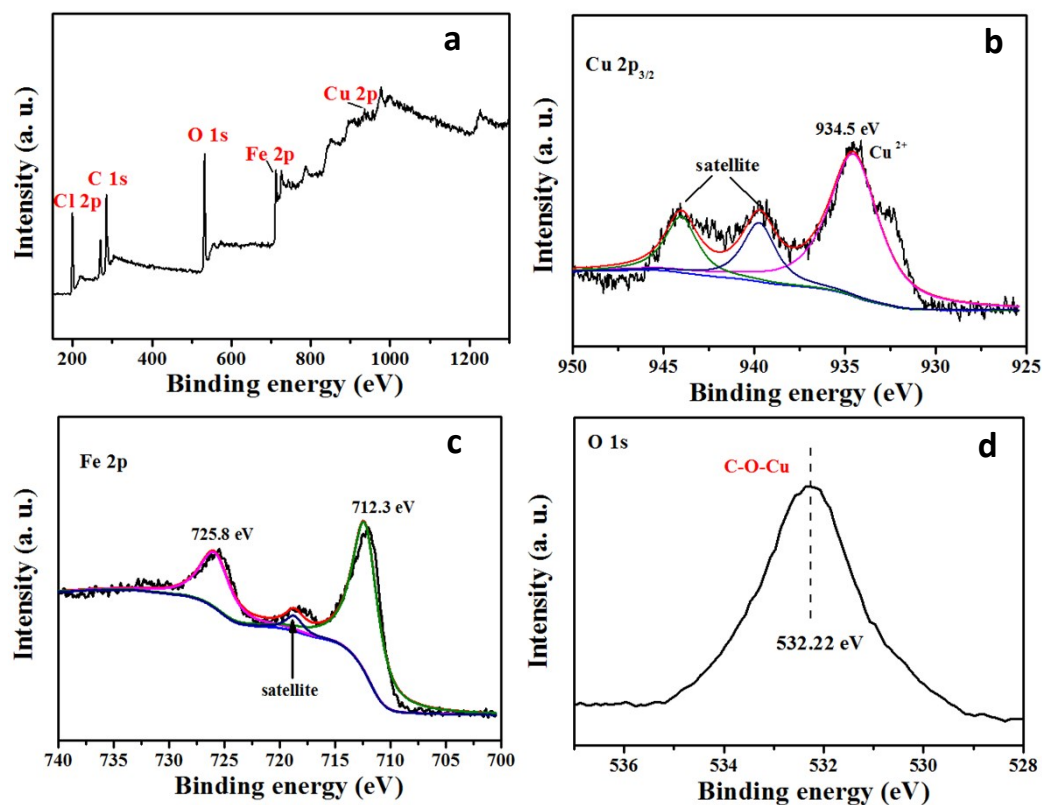 a
Intensity (a. u.)
Cl 2p
C 1s
O 1s
Fe 2p
Cu 2p
200 400 600 800 1000 1200
Binding energy (eV)
b
Intensity (a. u.)
Cu 2p3/2
satellite
934.5 eV
Cu 2+
950 945 940 935 930 925
Binding energy (eV)
c
Intensity (a. u.)
Fe 2p
725.8 eV
712.3 eV
satellite
740 735 730 725 720 715 710 705 700
Binding energy (eV)
d
Intensity (a. u.)
O 1s
C-O-Cu
532.22 eV
536 534 532 530 528
Binding energy (eV)